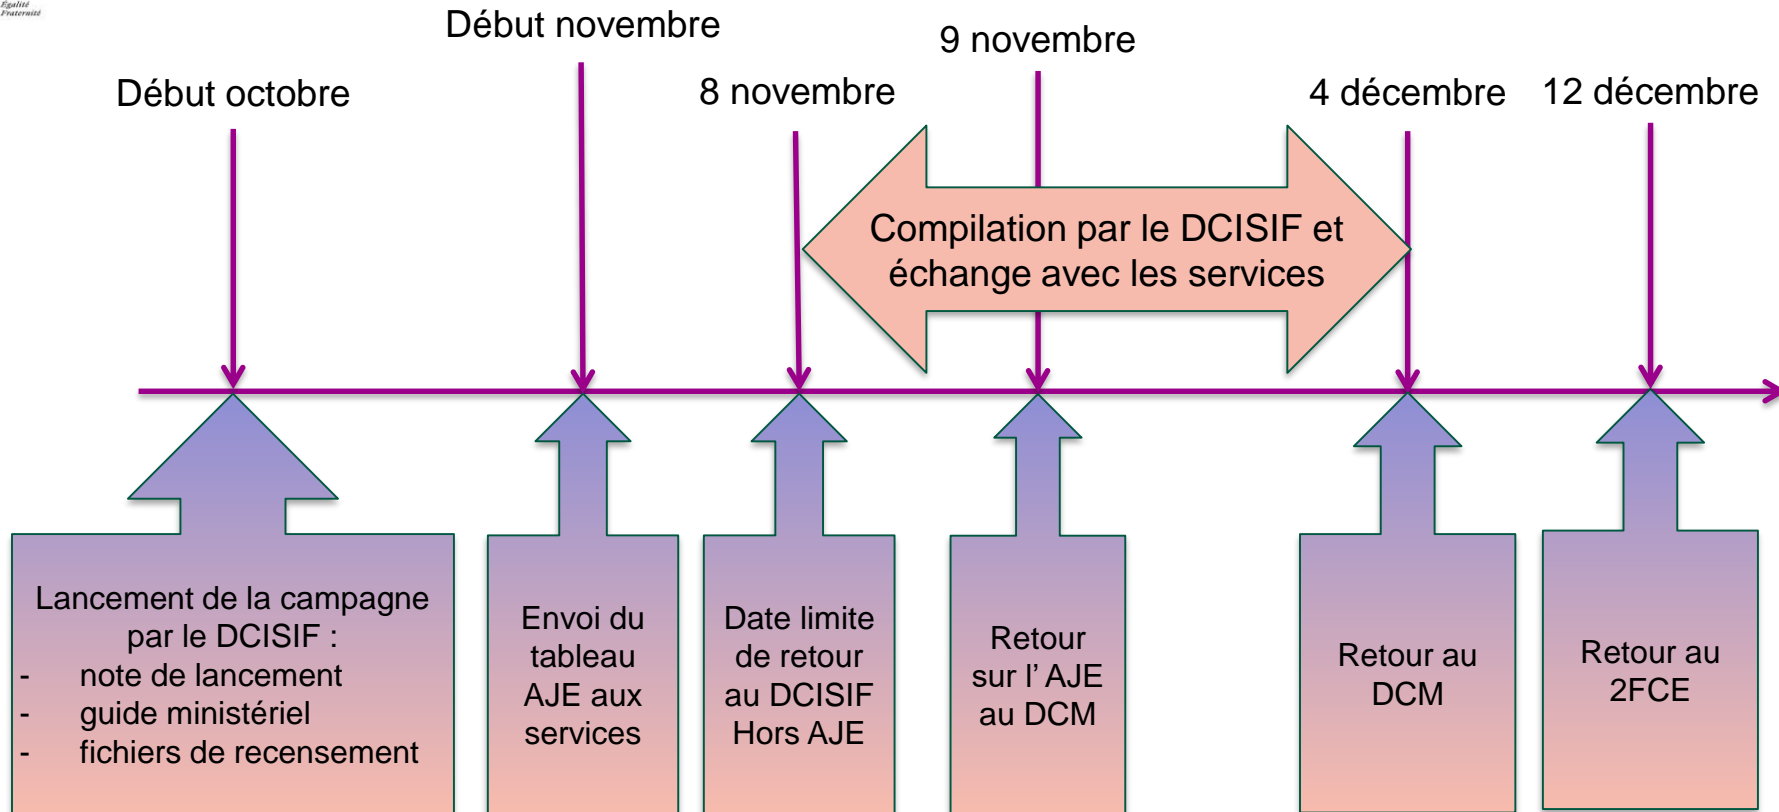 Égalité
Fraternité
Début novembre
9 novembre
Début octobre
8 novembre
4 décembre
12 décembre
Compilation par le DCISIF et
échange avec les services
Lancement de la campagne
par le DCISIF :
- note de lancement
- guide ministériel
- fichiers de recensement
Envoi du
tableau
AJE aux
services
Date limite
de retour
au DCISIF
Hors AJE
Retour
sur l’ AJE
au DCM
Retour au
DCM
Retour au
2FCE